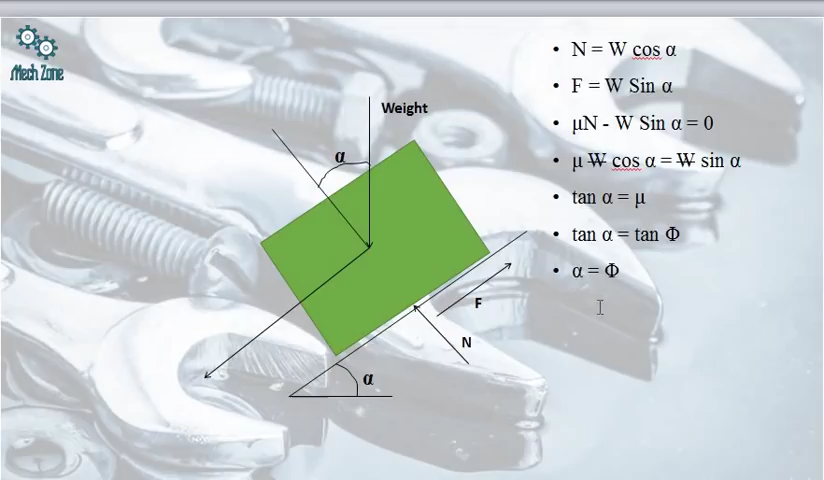 Mech Zone
Weight
α
F
N
α
N = W cos α
F = W Sin α
μN - W Sin α = 0
μ W cos α = W sin α
tan α = μ
tan α = tan Φ
α = Φ